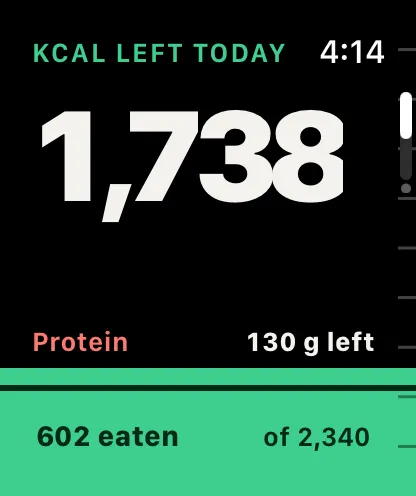 KCAL LEFT TODAY 4:14
1,738
Protein 130 g left
602 eaten of 2,340